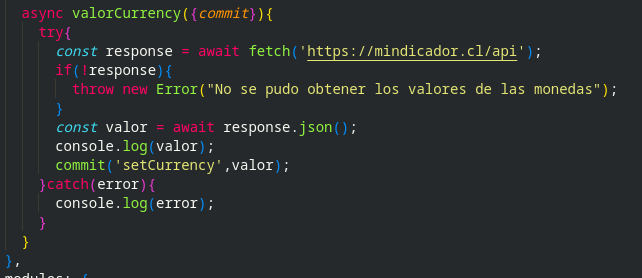 async valorCurrency({commit}){
try{
const response = await fetch('https://mindicador.cl/api');
if(!response){
throw new Error("No se pudo obtener los valores de las monedas");
}
const valor = await response.json();
console.log(valor);
commit('setCurrency',valor);
}catch(error){
console.log(error);
}
}
},
modules: {